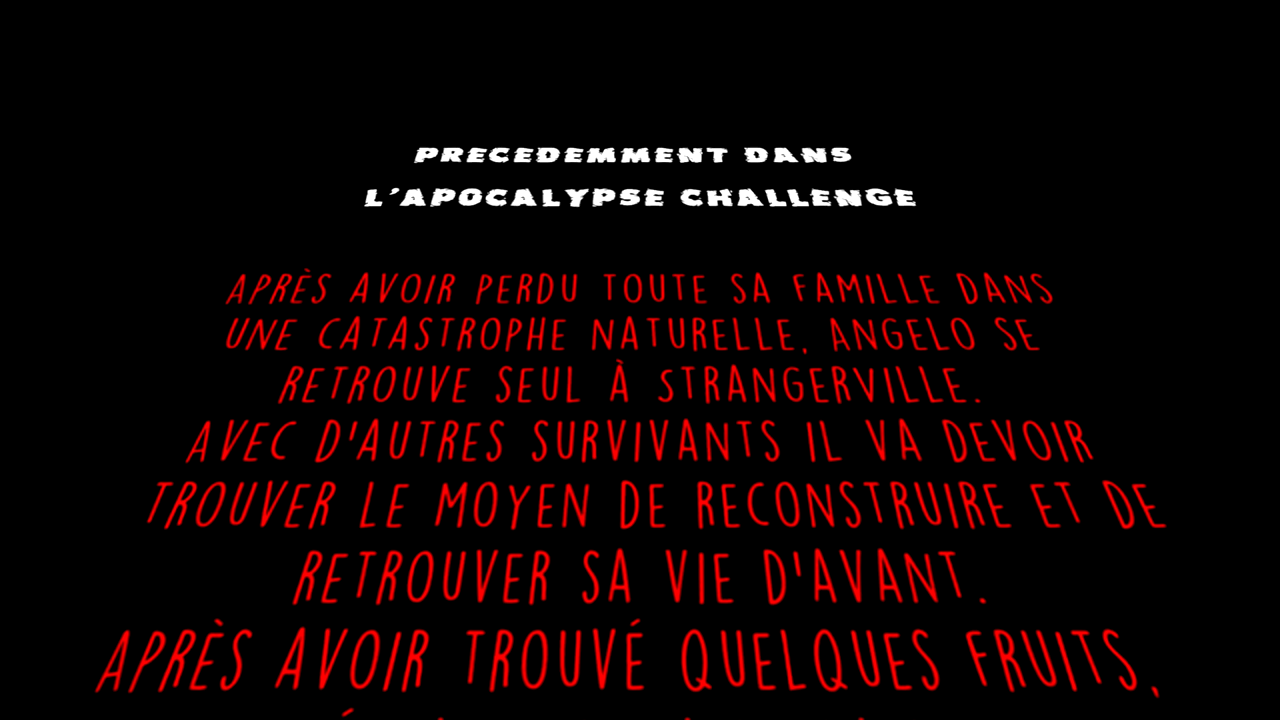 PRECEDEMMENT DANS
L'APOCALYPSE CHALLENGE
APRÈS AVOIR PERDU TOUTE SA FAMILLE DANS
UNE CATASTROPHE NATURELLE, ANGELO SE
RETROUVE SEUL À STRANGERVILLE.
AVEC D'AUTRES SURVIVANTS IL VA DEVOIR
TROUVER LE MOYEN DE RECONSTRUIRE ET DE
RETROUVER SA VIE D'AVANT.
APRÈS AVOIR TROUVÉ QUELQUES FRUITS,